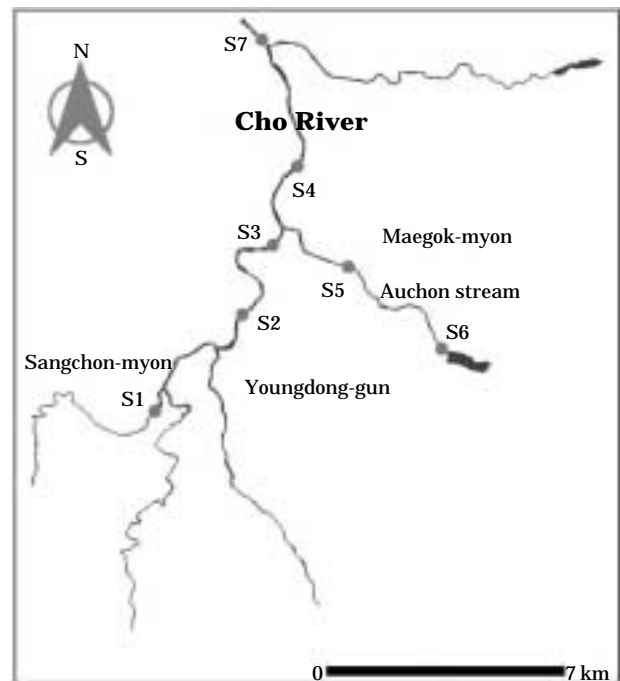 S7
N
Cho River
S
S4
S3
Maegok-myon
S5
Auchon stream
S2
S6
Sangchon-myon
Youngdong-gun
S1
0
7 km